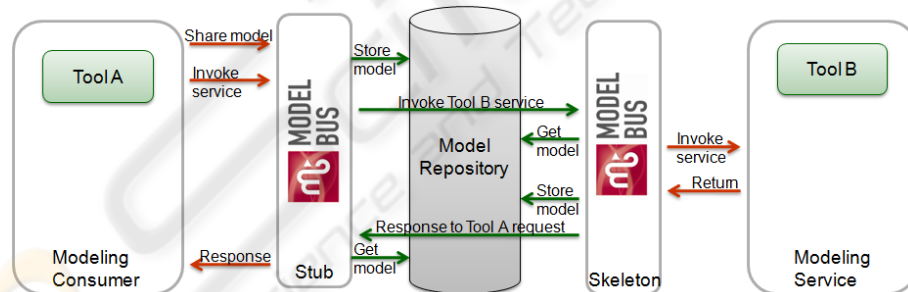 Share model
Tool A
Invoke
service
Modeling
Consumer
Response
MODEL
BUS
Stub
Store
model
Invoke Tool B service
Get
model
Model
Repository
Store
model
Response to Tool A request
Get
model
MODEL
BUS
Skeleton
Invoke
service
Return
Tool B
Modeling
Service